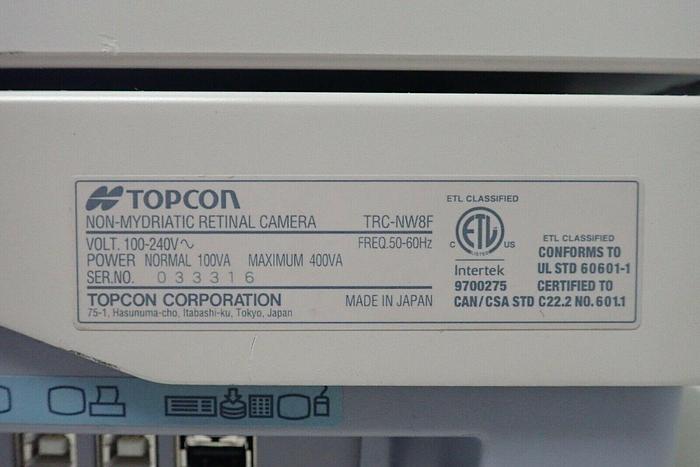 TOPCON
NON-MYDRIATIC RETINAL CAMERA TRC-NW8F
VOLT. 100-240V~ FREQ.50-60Hz
POWER NORMAL 100VA MAXIMUM 400VA
SER.NO. 033316
TOPCON CORPORATION MADE IN JAPAN
75-1, Hasunuma-cho, Itabashi-ku, Tokyo, Japan
ETL CLASSIFIED
C ETL US
LISTED
Intertek
9700275
ETL CLASSIFIED
CONFORMS TO
UL STD 60601-1
CERTIFIED TO
CAN/CSA STD C22.2 NO.601.1